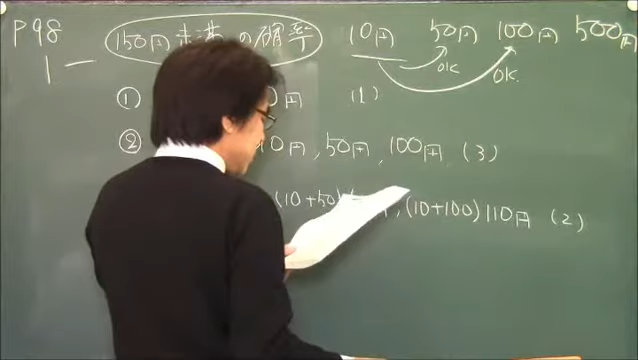 P98
150円未満の確率
10円 50円 100円 500円
OK OK.
1-
① 0円 (1)
② 10円, 50円, 100円 (3)
(10+50) , (10+100) 110円 (2)